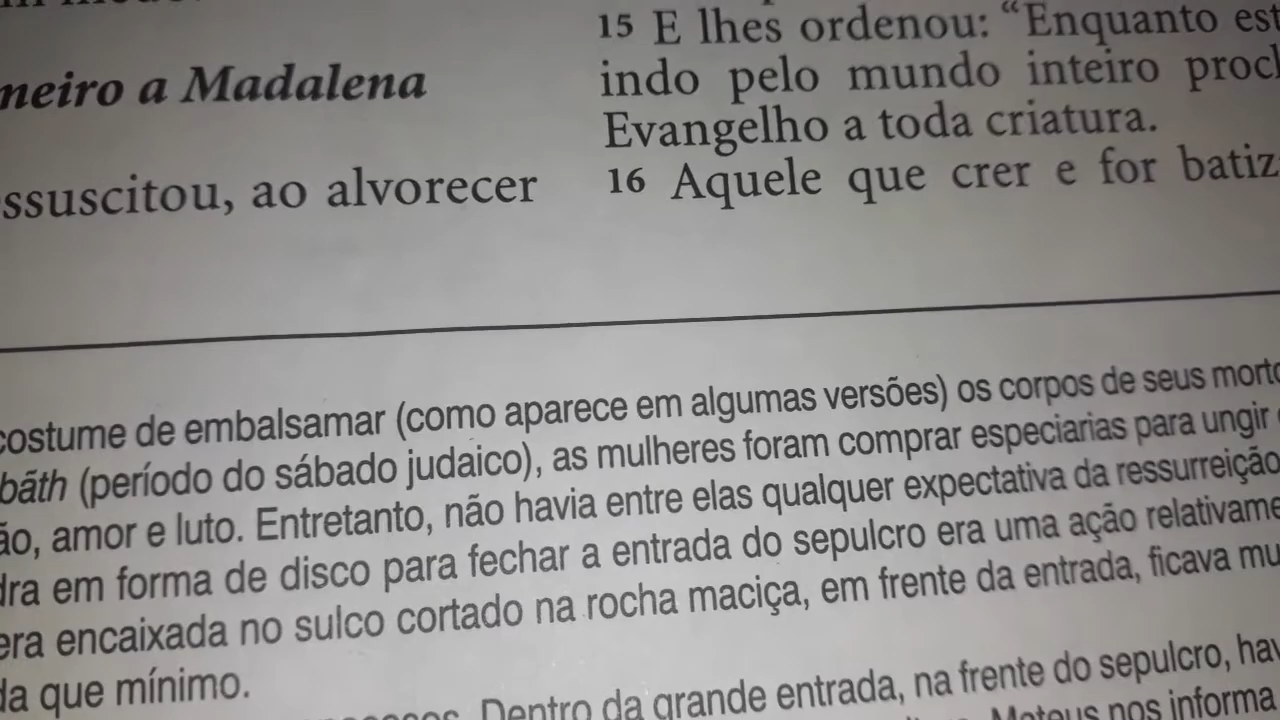 neiro a Madalena
ssuscitou, ao alvorecer
15 E lhes ordenou: “Enquanto est
indo pelo mundo inteiro procl
Evangelho a toda criatura.
16 Aquele que crer e for batiz
costume de embalsamar (como aparece em algumas versões) os corpos de seus morto
bāth (período do sábado judaico), as mulheres foram comprar especiarias para ungir
ão, amor e luto. Entretanto, não havia entre elas qualquer expectativa da ressurreição
dra em forma de disco para fechar a entrada do sepulcro era uma ação relativame
era encaixada no sulco cortado na rocha maciça, em frente da entrada, ficava mu
da que mínimo.
Dentro da grande entrada, na frente do sepulcro, hav
Mateus nos informa